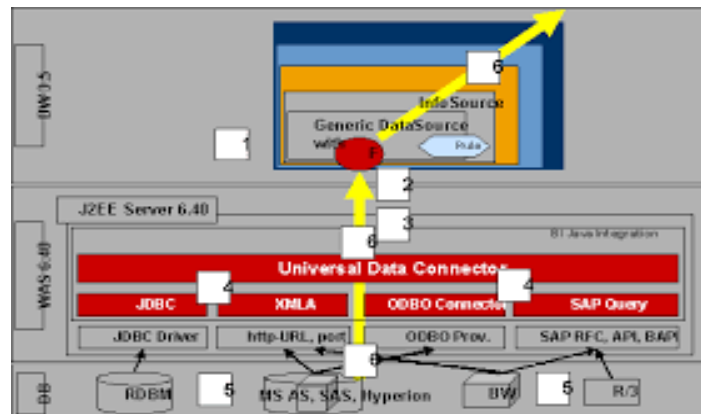 6
InfoSource
Generic DataSource
with
F
Rule
1
2
BW 3.5
J2EE Server 6.40
3
BI Java Integration
6
Universal Data Connector
WAS 6.40
4
4
JDBC
XMLA
ODBO Connector
SAP Query
JDBC Driver
http-URL, port
ODBO Prov.
SAP RFC, API, BAPI
6
DB
RDBM
5
MS AS, SAS, Hyperion
BW
5
R/3